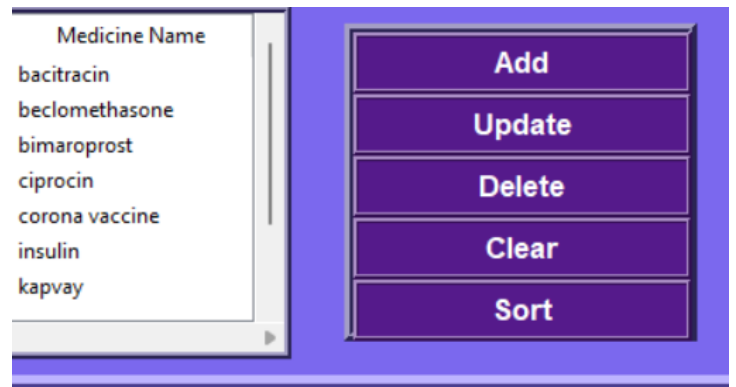 Medicine Name
bacitracin
beclomethasone
bimaroprost
ciprocin
corona vaccine
insulin
kapvay
Add
Update
Delete
Clear
Sort